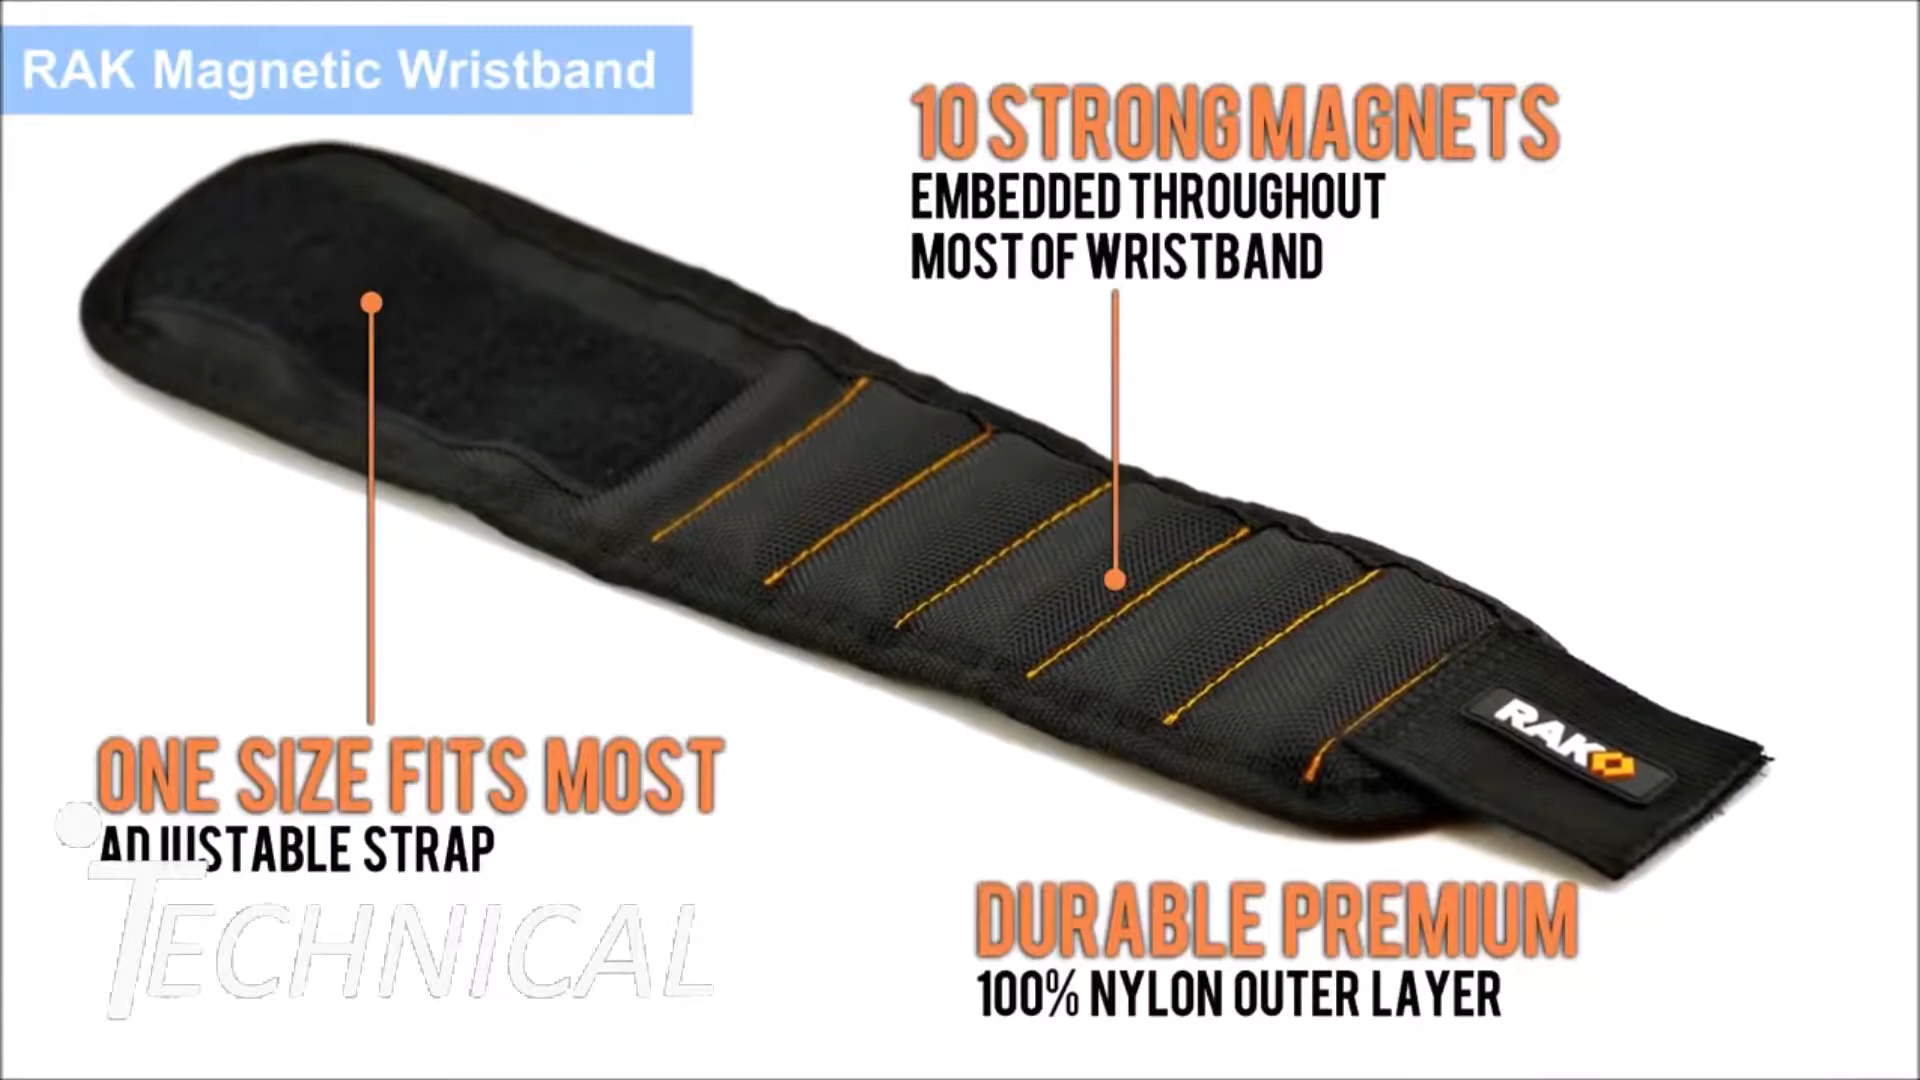 RAK Magnetic Wristband
10 STRONG MAGNETS
EMBEDDED THROUGHOUT
MOST OF WRISTBAND
RAK
ONE SIZE FITS MOST
ADJUSTABLE STRAP
TECHNICAL
DURABLE PREMIUM
100% NYLON OUTER LAYER